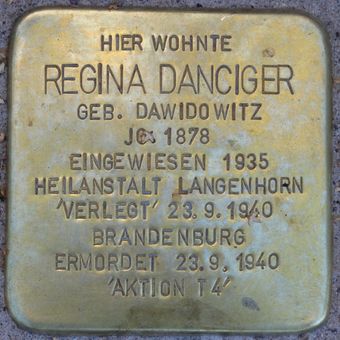 HIER WOHNTE
REGINA DANCIGER
GEB. DAWIDOWITZ
JG. 1878
EINGEWIESEN 1935
HEILANSTALT LANGENHORN
'VERLEGT' 23.9.1940
BRANDENBURG
ERMORDET 23.9.1940
'AKTION T4'